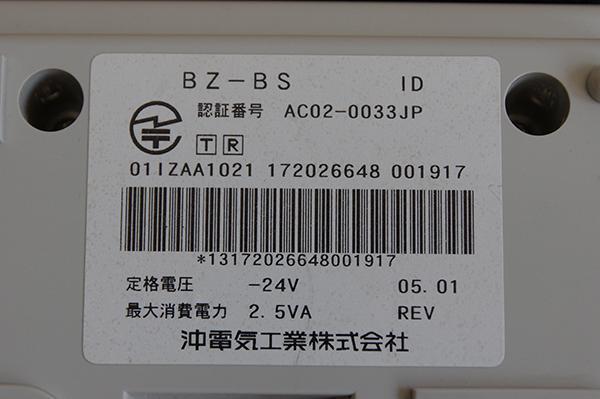 BZ-BS ID
認証番号 AC02-0033JP
T R
01IZAA1021 172026648 001917
*13172026648001917
定格電圧 -24V 05.01
最大消費電力 2.5VA REV
沖電気工業株式会社